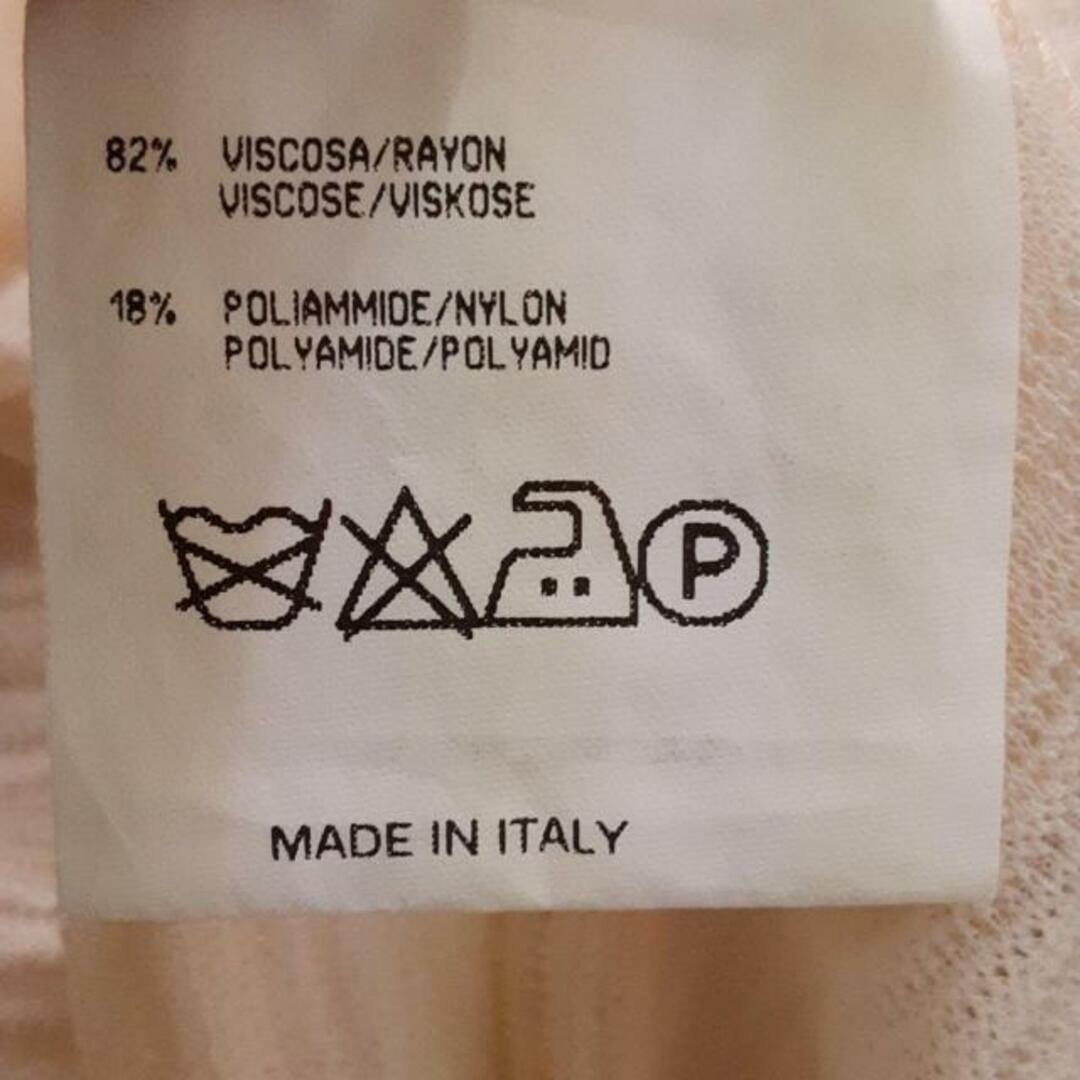 82% VISCOSA/RAYON
VISCOSE/VISKOSE
18% POLIAMMIDE/NYLON
POLYAMIDE/POLYAMID
P
MADE IN ITALY